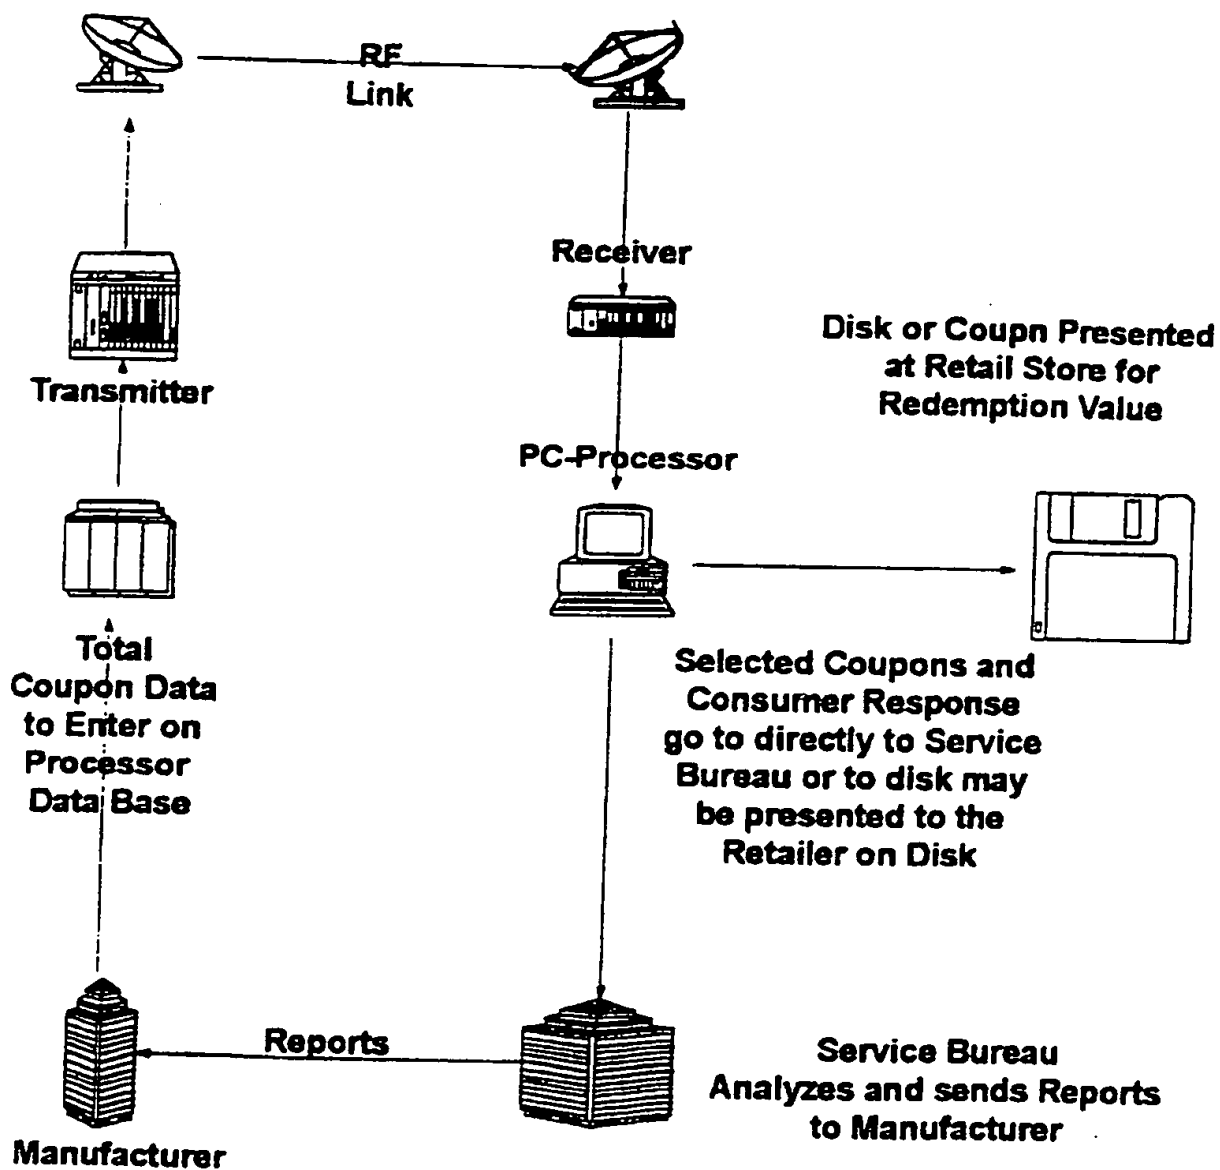 RF
Link
Receiver
Disk or Coupn Presented
at Retail Store for
Redemption Value
Transmitter
PC-Processor
Total
Coupon Data
to Enter on
Processor
Data Base
Selected Coupons and
Consumer Response
go to directly to Service
Bureau or to disk may
be presented to the
Retailer on Disk
Reports
Service Bureau
Analyzes and sends Reports
to Manufacturer
Manufacturer